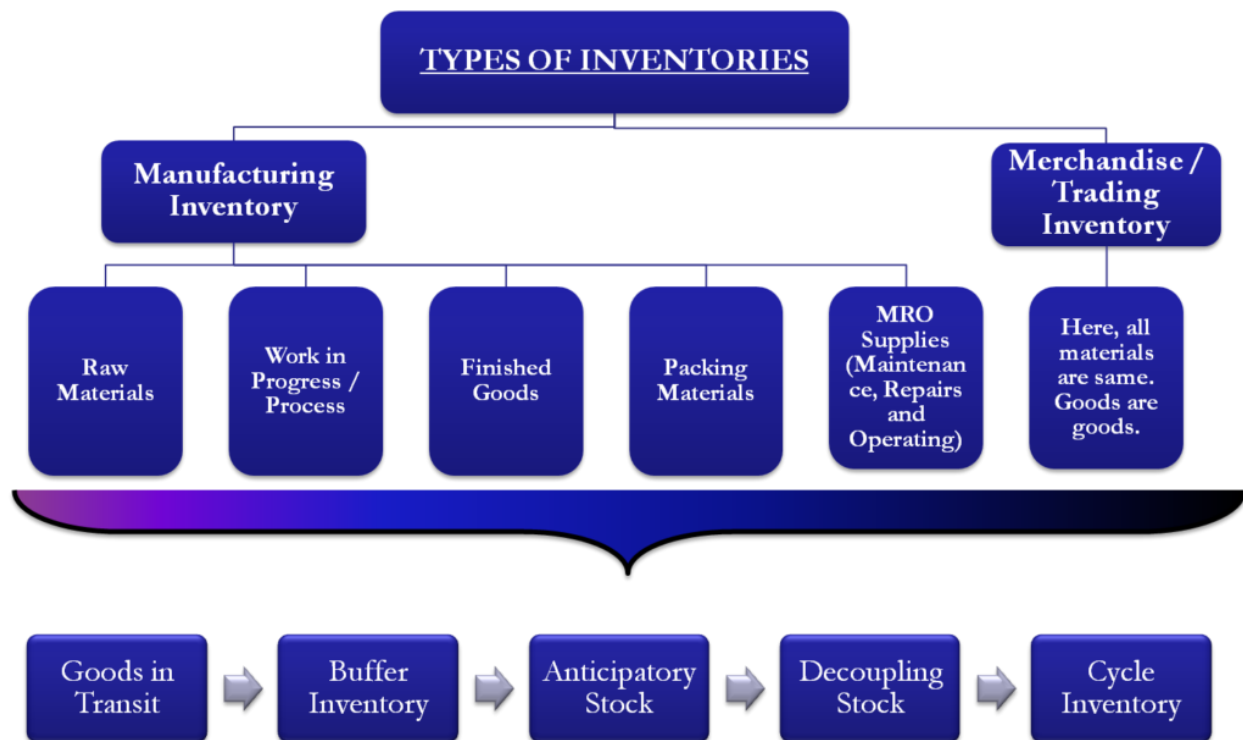 TYPES OF INVENTORIES
Manufacturing
Inventory
Merchandise /
Trading
Inventory
Raw
Materials
Work in
Progress /
Process
Finished
Goods
Packing
Materials
MRO
Supplies
(Maintenan
ce, Repairs
and
Operating)
Here, all
materials
are same.
Goods are
goods.
Goods in
Transit
Buffer
Inventory
Anticipatory
Stock
Decoupling
Stock
Cycle
Inventory